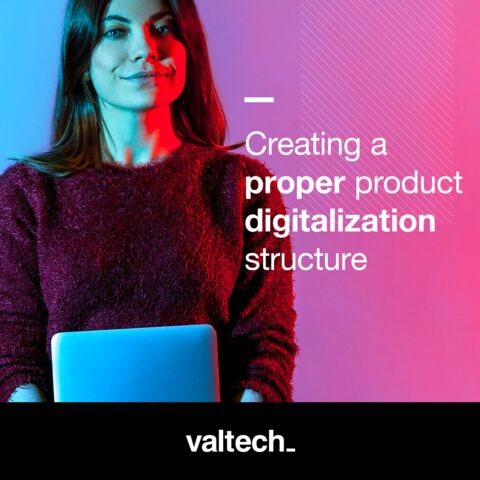 Creating a
proper product
digitalization
structure
valtech_